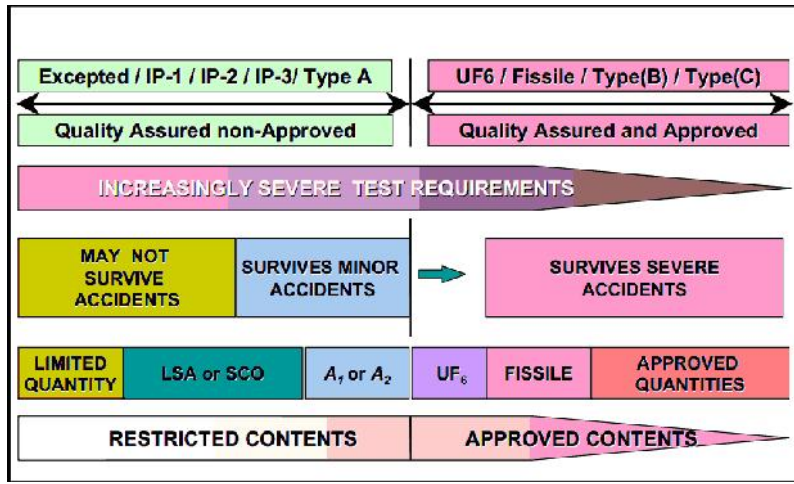 Excepted / IP-1 / IP-2 / IP-3/ Type A
UF6 / Fissile / Type(B) / Type(C)
Quality Assured non-Approved
Quality Assured and Approved
INCREASINGLY SEVERE TEST REQUIREMENTS
MAY NOT
SURVIVE
ACCIDENTS
SURVIVES MINOR
ACCIDENTS
SURVIVES SEVERE
ACCIDENTS
LIMITED
QUANTITY
LSA or SCO
A₁ or A₂
UF₆
FISSILE
APPROVED
QUANTITIES
RESTRICTED CONTENTS
APPROVED CONTENTS